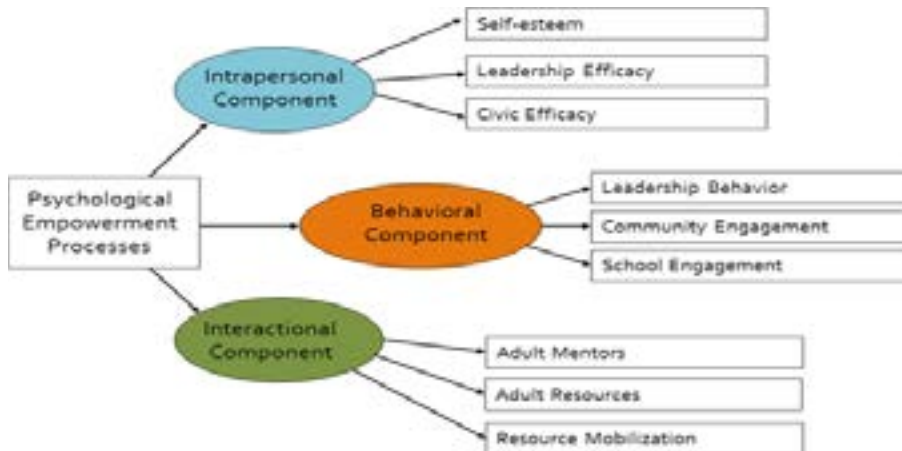 Self-esteem
Intrapersonal
Component
Leadership Efficacy
Civic Efficacy
Psychological
Empowerment
Processes
Behavioral
Component
Leadership Behavior
Community Engagement
School Engagement
Interactional
Component
Adult Mentors
Adult Resources
Resource Mobilization